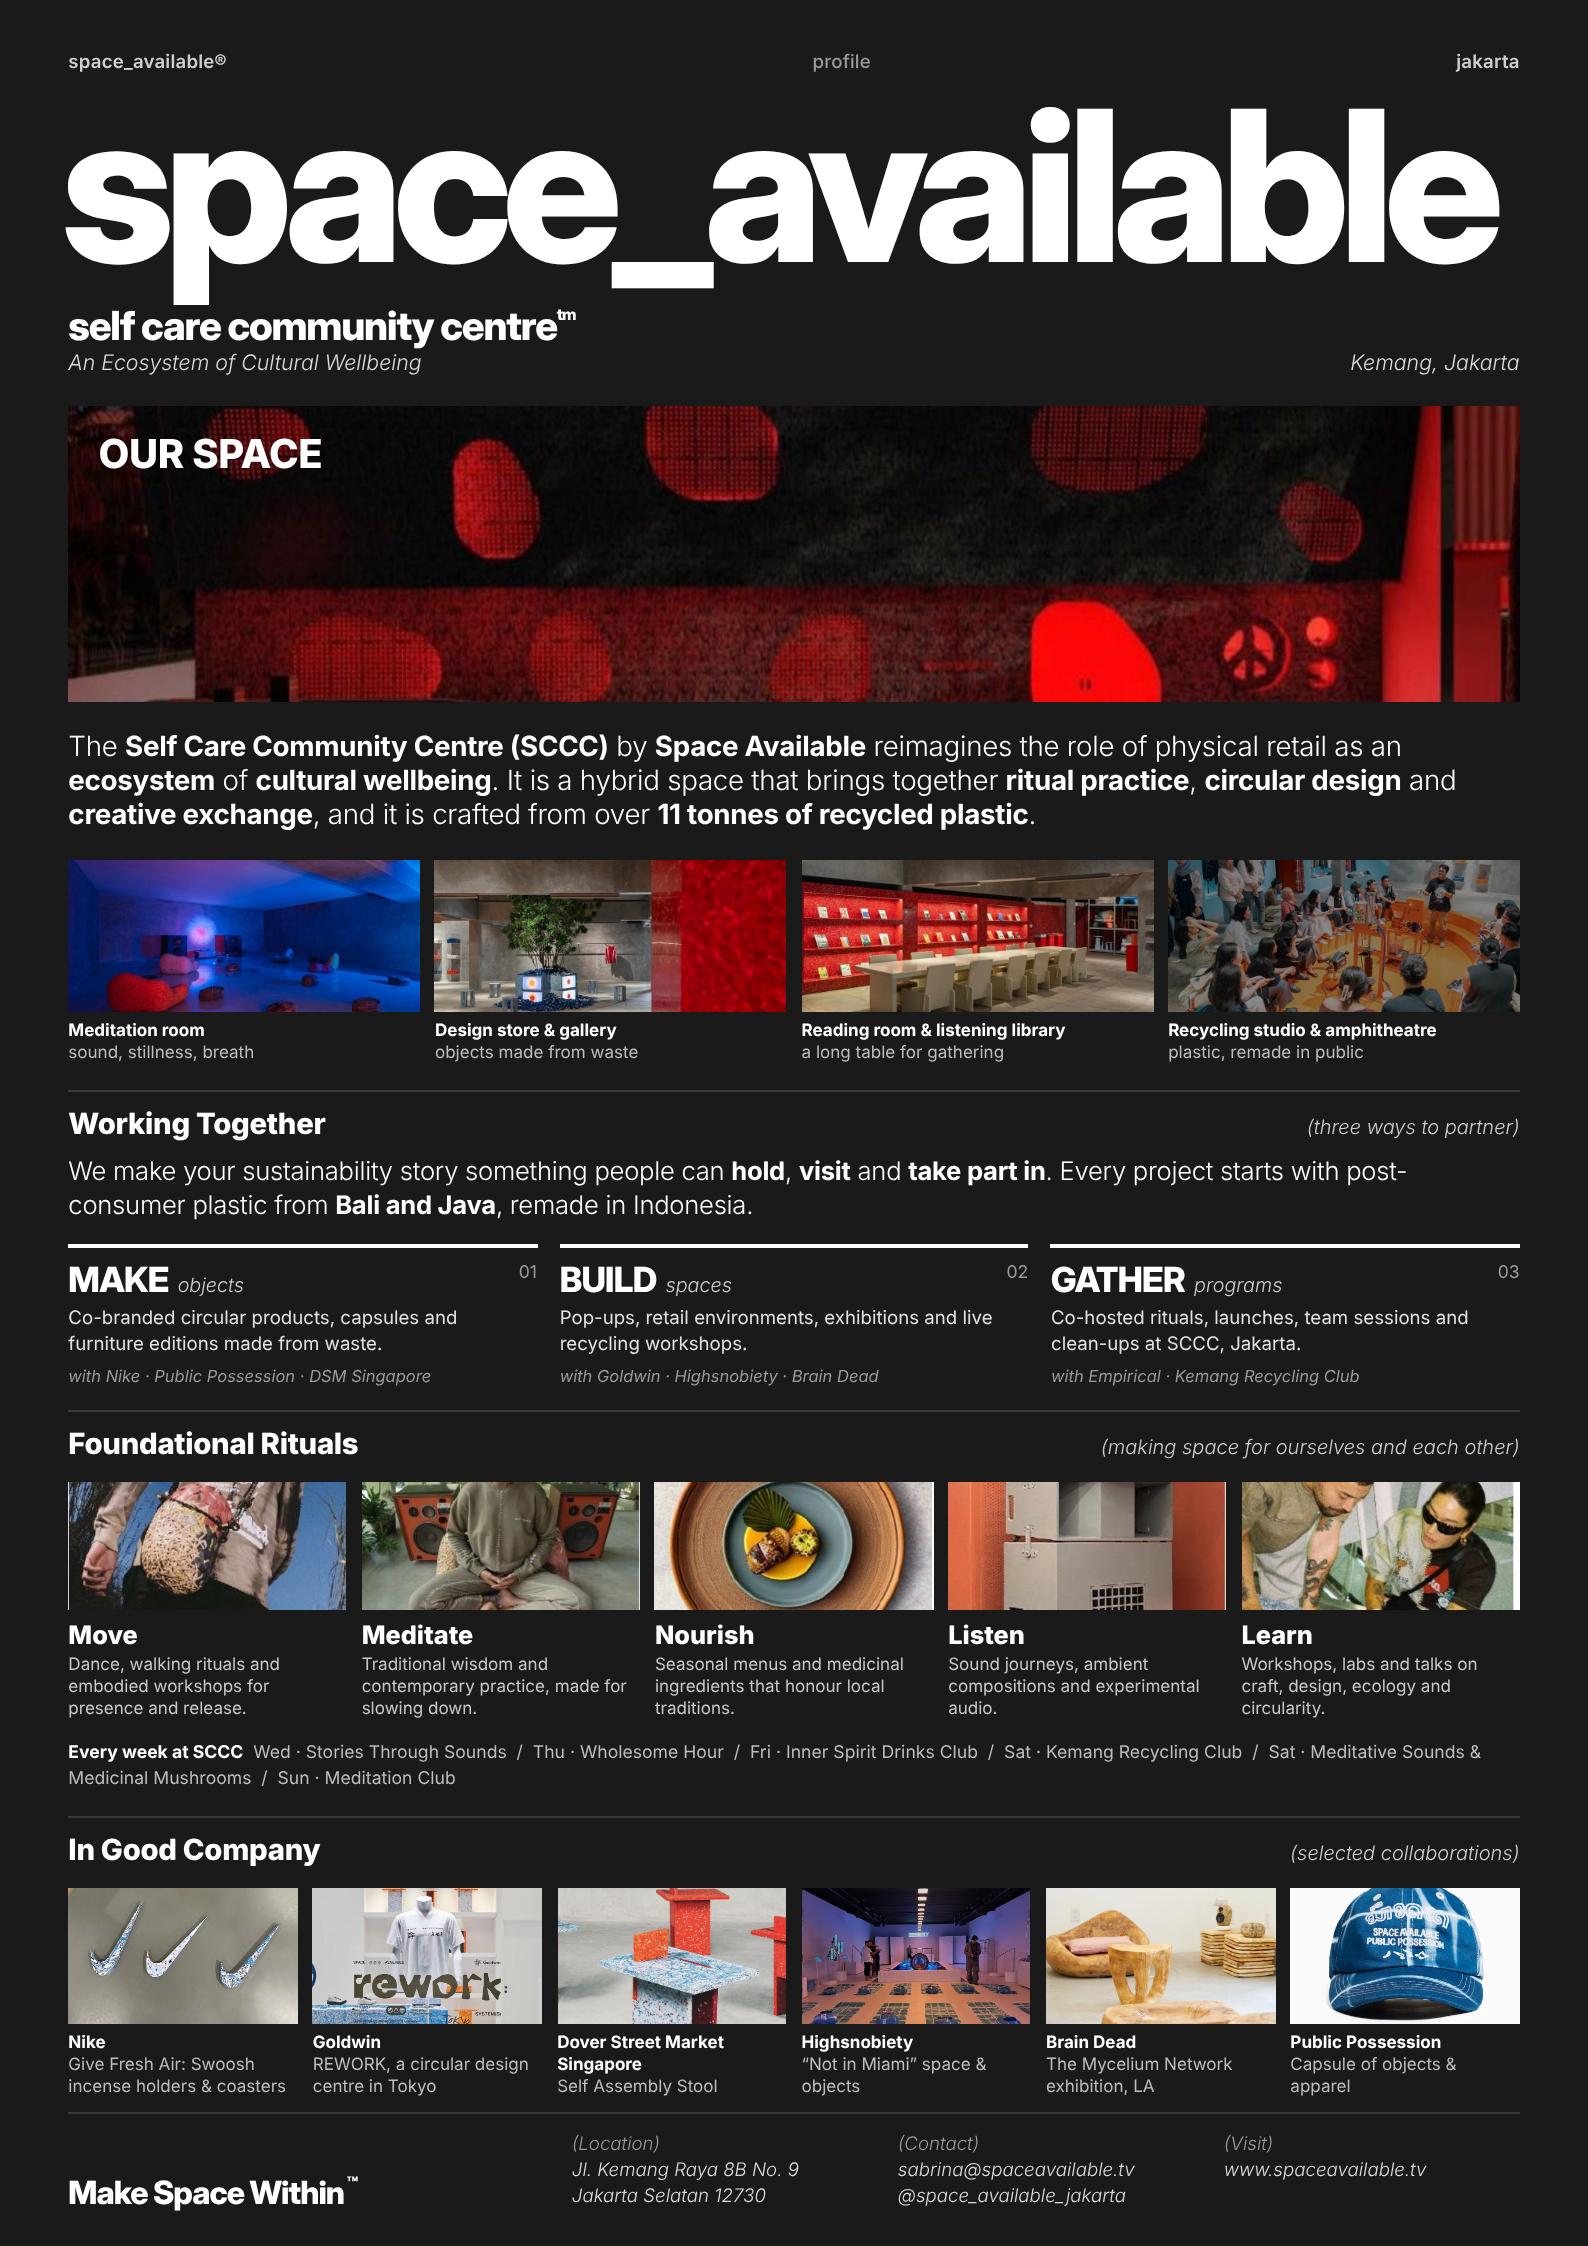 space_available®
profile
jakarta
space_available
self care community centre™
An Ecosystem of Cultural Wellbeing
Kemang, Jakarta
OUR SPACE
The Self Care Community Centre (SCCC) by Space Available reimagines the role of physical retail as an
ecosystem of cultural wellbeing. It is a hybrid space that brings together ritual practice, circular design and
creative exchange, and it is crafted from over 11 tonnes of recycled plastic.
Meditation room
sound, stillness, breath
Design store & gallery
objects made from waste
Reading room & listening library
a long table for gathering
Recycling studio & amphitheatre
plastic, remade in public
Working Together
(three ways to partner)
We make your sustainability story something people can hold, visit and take part in. Every project starts with post-
consumer plastic from Bali and Java, remade in Indonesia.
MAKE objects
01
Co-branded circular products, capsules and
furniture editions made from waste.
with Nike · Public Possession · DSM Singapore
BUILD spaces
02
Pop-ups, retail environments, exhibitions and live
recycling workshops.
with Goldwin · Highsnobiety · Brain Dead
GATHER programs
03
Co-hosted rituals, launches, team sessions and
clean-ups at SCCC, Jakarta.
with Empirical · Kemang Recycling Club
Foundational Rituals
(making space for ourselves and each other)
Move
Dance, walking rituals and
embodied workshops for
presence and release.
Meditate
Traditional wisdom and
contemporary practice, made for
slowing down.
Nourish
Seasonal menus and medicinal
ingredients that honour local
traditions.
Listen
Sound journeys, ambient
compositions and experimental
audio.
Learn
Workshops, labs and talks on
craft, design, ecology and
circularity.
Every week at SCCC Wed · Stories Through Sounds / Thu · Wholesome Hour / Fri · Inner Spirit Drinks Club / Sat · Kemang Recycling Club / Sat · Meditative Sounds &
Medicinal Mushrooms / Sun · Meditation Club
In Good Company
(selected collaborations)
rework:
SPACE AVAILABLE
PUBLIC POSSESSION
Nike
Give Fresh Air: Swoosh
incense holders & coasters
Goldwin
REWORK, a circular design
centre in Tokyo
Dover Street Market
Singapore
Self Assembly Stool
Highsnobiety
“Not in Miami” space &
objects
Brain Dead
The Mycelium Network
exhibition, LA
Public Possession
Capsule of objects &
apparel
Make Space Within™
(Location)
Jl. Kemang Raya 8B No. 9
Jakarta Selatan 12730
(Contact)
sabrina@spaceavailable.tv
@space_available_jakarta
(Visit)
www.spaceavailable.tv